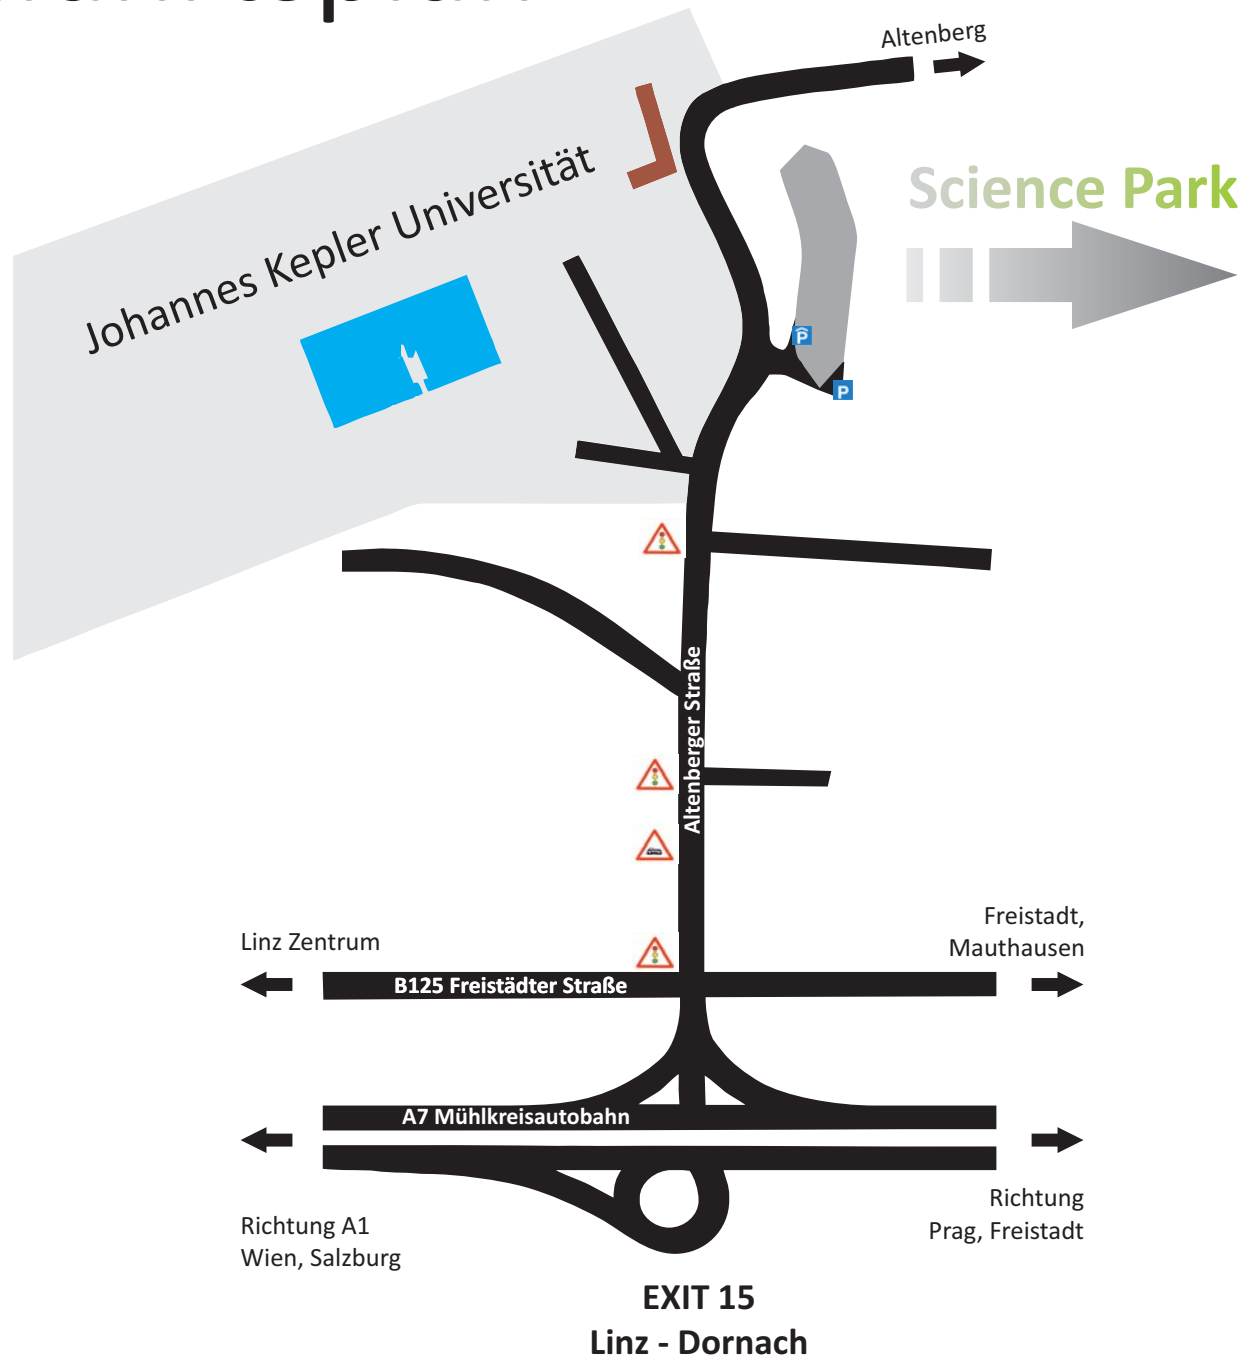 Altenberg
Science Park
Johannes Kepler Universität
P
P
Altenberger Straße
Linz Zentrum
Freistadt,
Mauthausen
B125 Freistädter Straße
A7 Mühlkreisautobahn
Richtung A1
Wien, Salzburg
Richtung
Prag, Freistadt
EXIT 15
Linz - Dornach